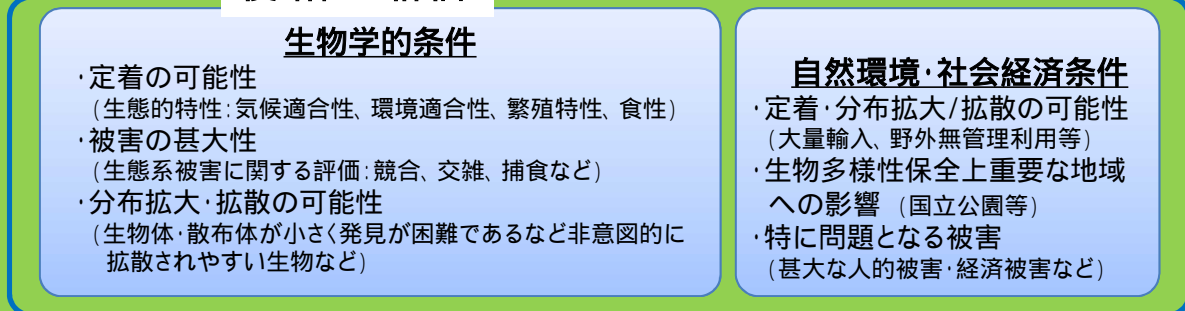 生物学的条件
･定着の可能性
(生態的特性:気候適合性、環境適合性、繁殖特性、食性)
･被害の甚大性
(生態系被害に関する評価:競合、交雑、捕食など)
･分布拡大･拡散の可能性
(生物体･散布体が小さく発見が困難であるなど非意図的に
拡散されやすい生物など)
自然環境･社会経済条件
･定着･分布拡大/拡散の可能性
(大量輸入、野外無管理利用等)
･生物多様性保全上重要な地域
への影響 (国立公園等)
･特に問題となる被害
(甚大な人的被害･経済被害など)